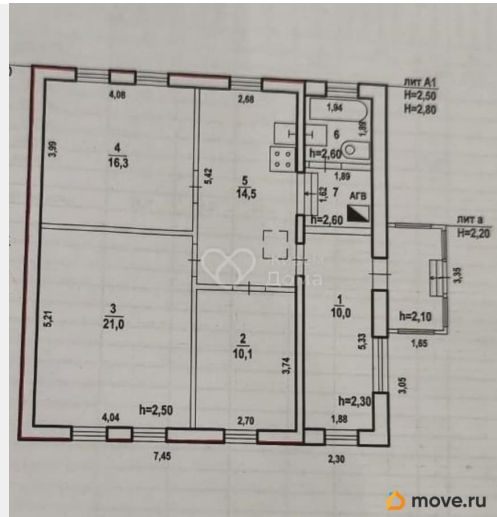 лит А1
Н=2,50
Н=2,80
4,08
2,68
1,94
1,89
6
h=2,60
1,89
3,99
4
16,3
5,42
5
14,5
1,62
7
АГВ
h=2,60
лит а
Н=2,20
3,35
h=2,10
1,65
Дома
3
21,0
5,21
2
10,1
3,74
1
10,0
5,33
3,05
h=2,50
h=2,30
4,04
2,70
1,88
7,45
2,30
move.ru